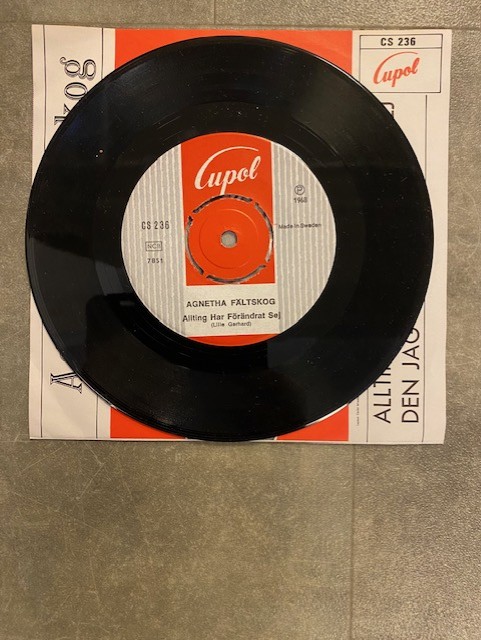 CS 236
Cupol
Cupol
CS 236
NCB
7051
℗
1968
Made in Sweden
AGNETHA FÄLTSKOG
Allting Har Förändrat Sej
(Lilie Gerhard)
DEN JAG